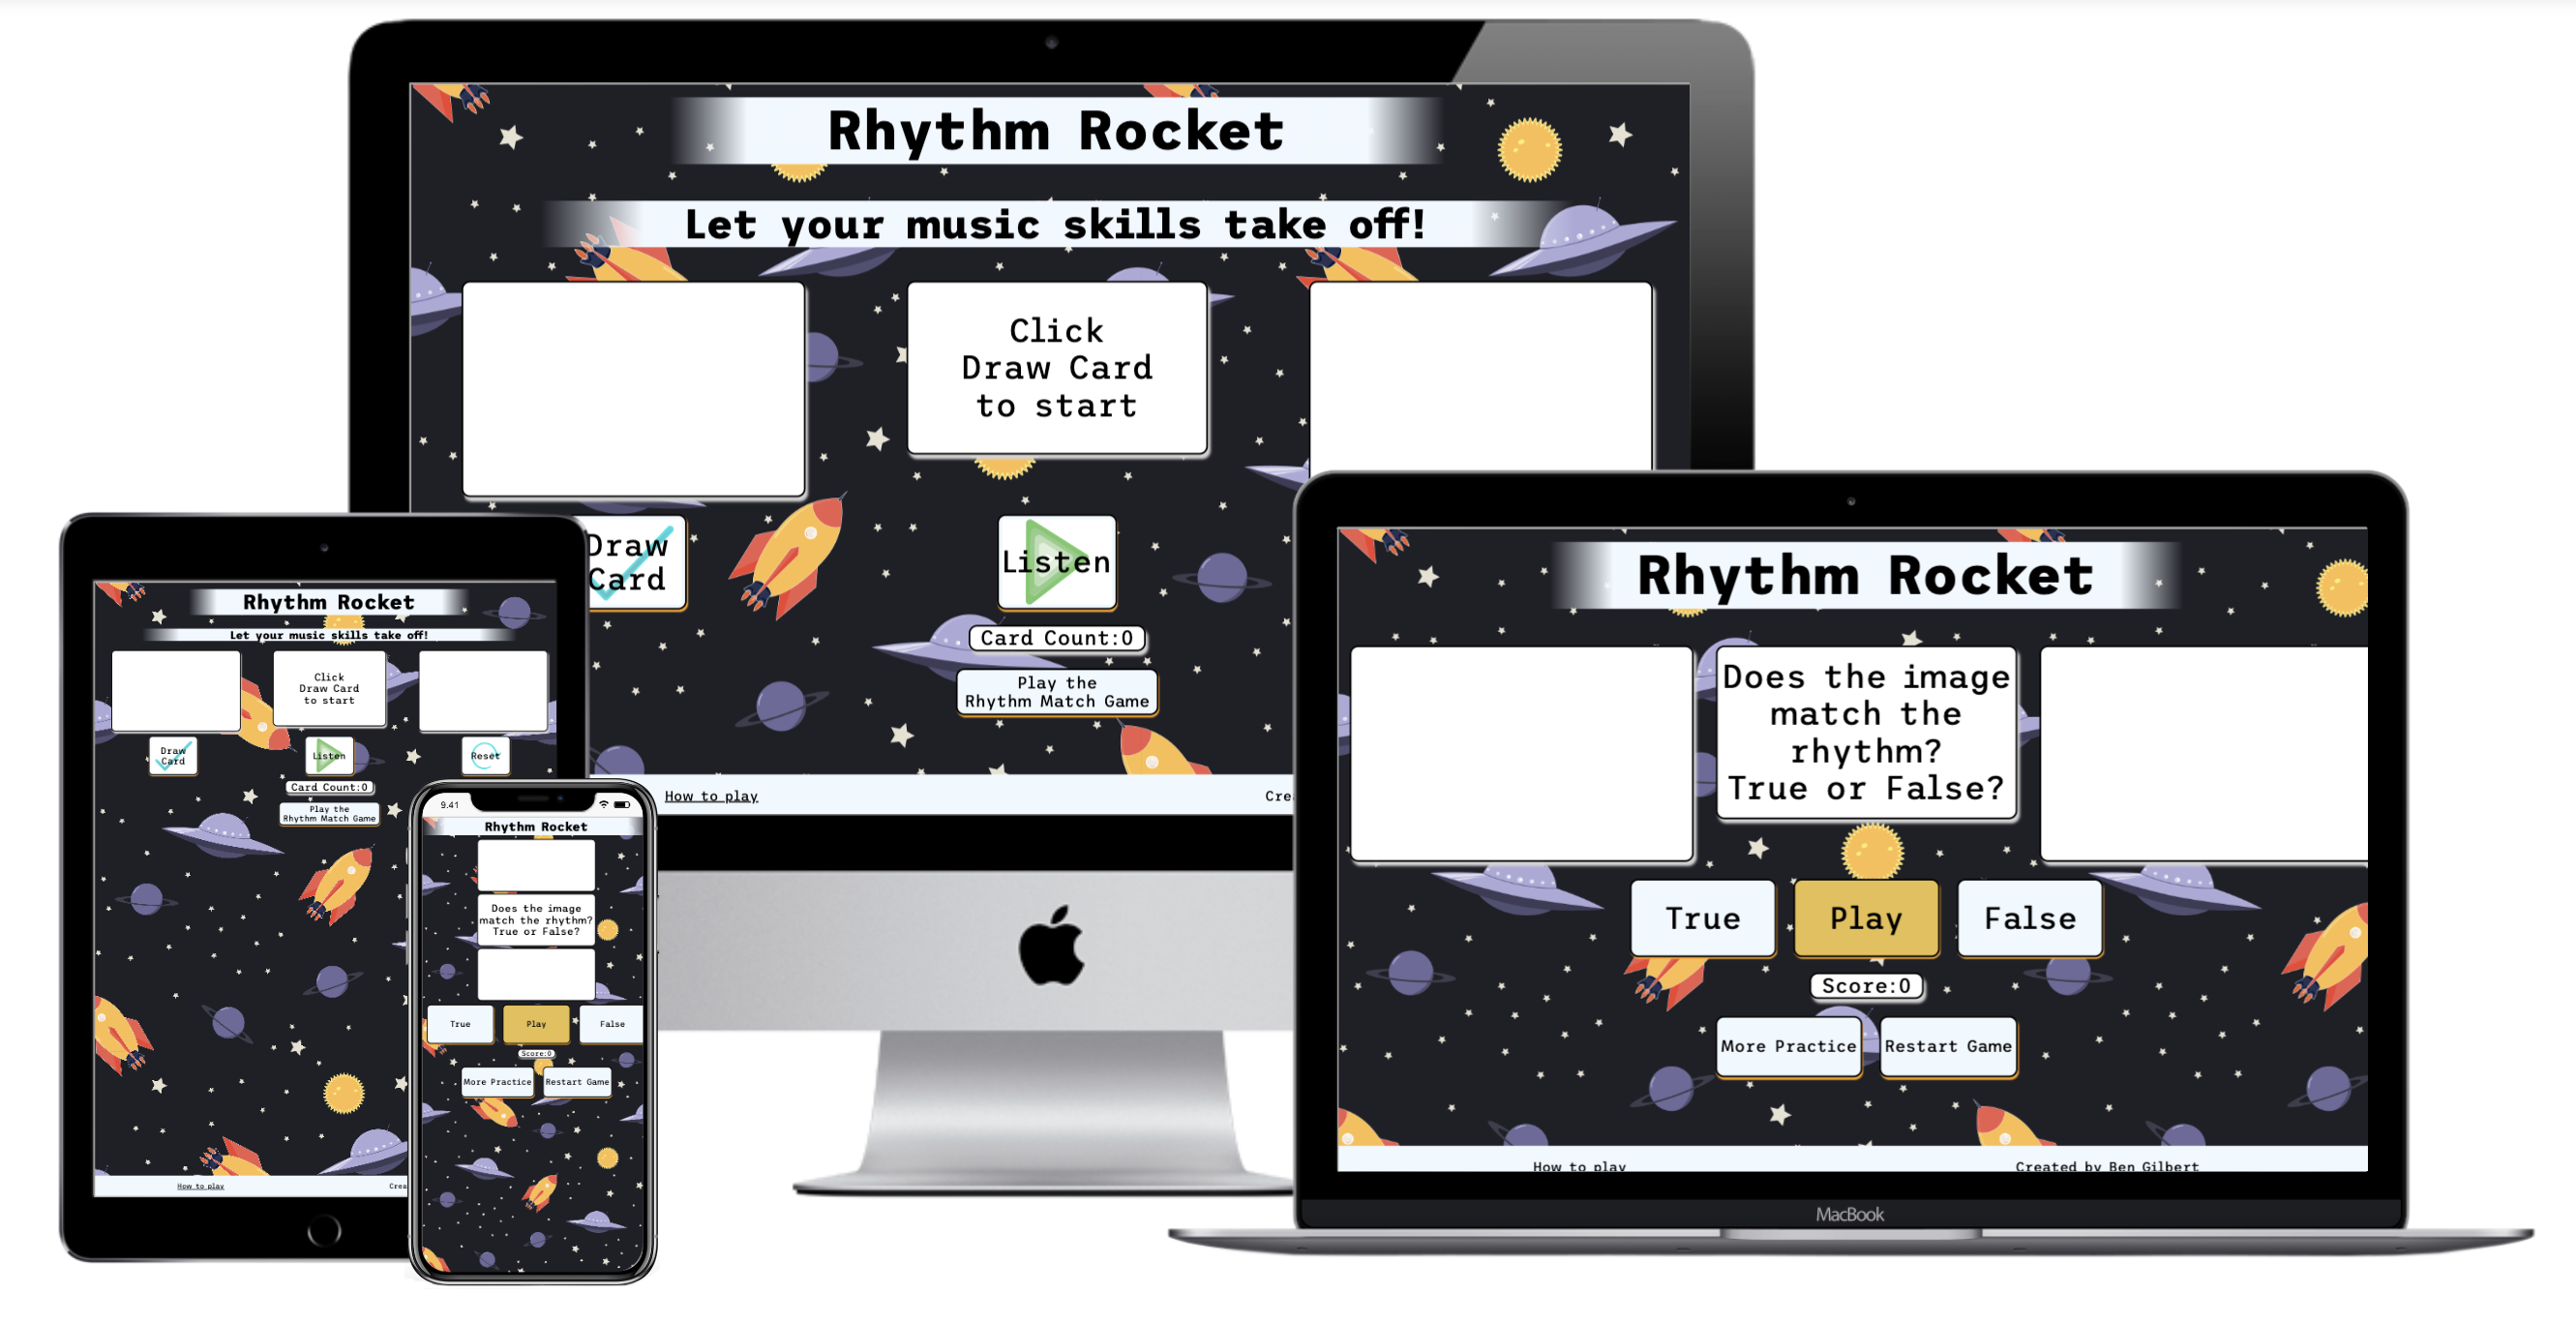 Rhythm Rocket
Let your music skills take off!
Click
Draw Card
to start
Draw
Card
Listen
Card Count:0
Play the
Rhythm Match Game
How to play
Crea
Rhythm Rocket
Let your music skills take off!
Click
Draw Card
to start
Draw
Card
Listen
Reset
Card Count:0
Play the
Rhythm Match Game
How to play
Crea
9.41
Rhythm Rocket
Does the image
match the rhythm?
True or False?
True
Play
False
Score:0
More Practice
Restart Game
Rhythm Rocket
Does the image
match the
rhythm?
True or False?
True
Play
False
Score:0
More Practice
Restart Game
How to play
Created by Ben Gilbert
MacBook